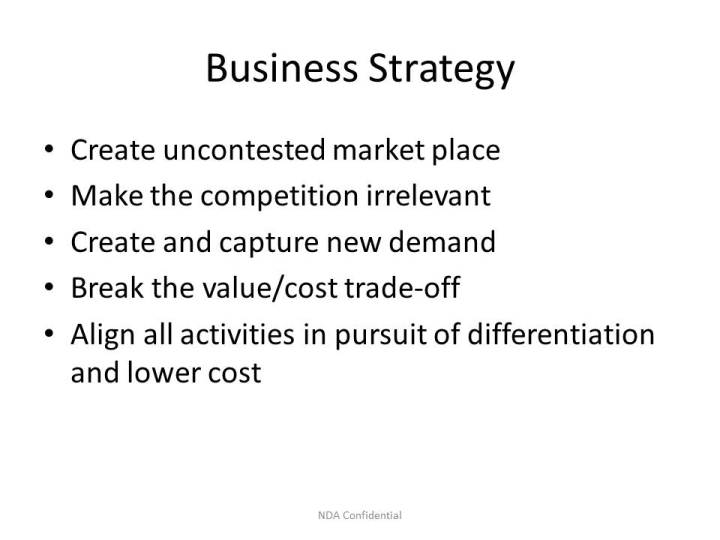 Business Strategy
• Create uncontested market place
• Make the competition irrelevant
• Create and capture new demand
• Break the value/cost trade-off
• Align all activities in pursuit of differentiation
and lower cost
NDA Confidential